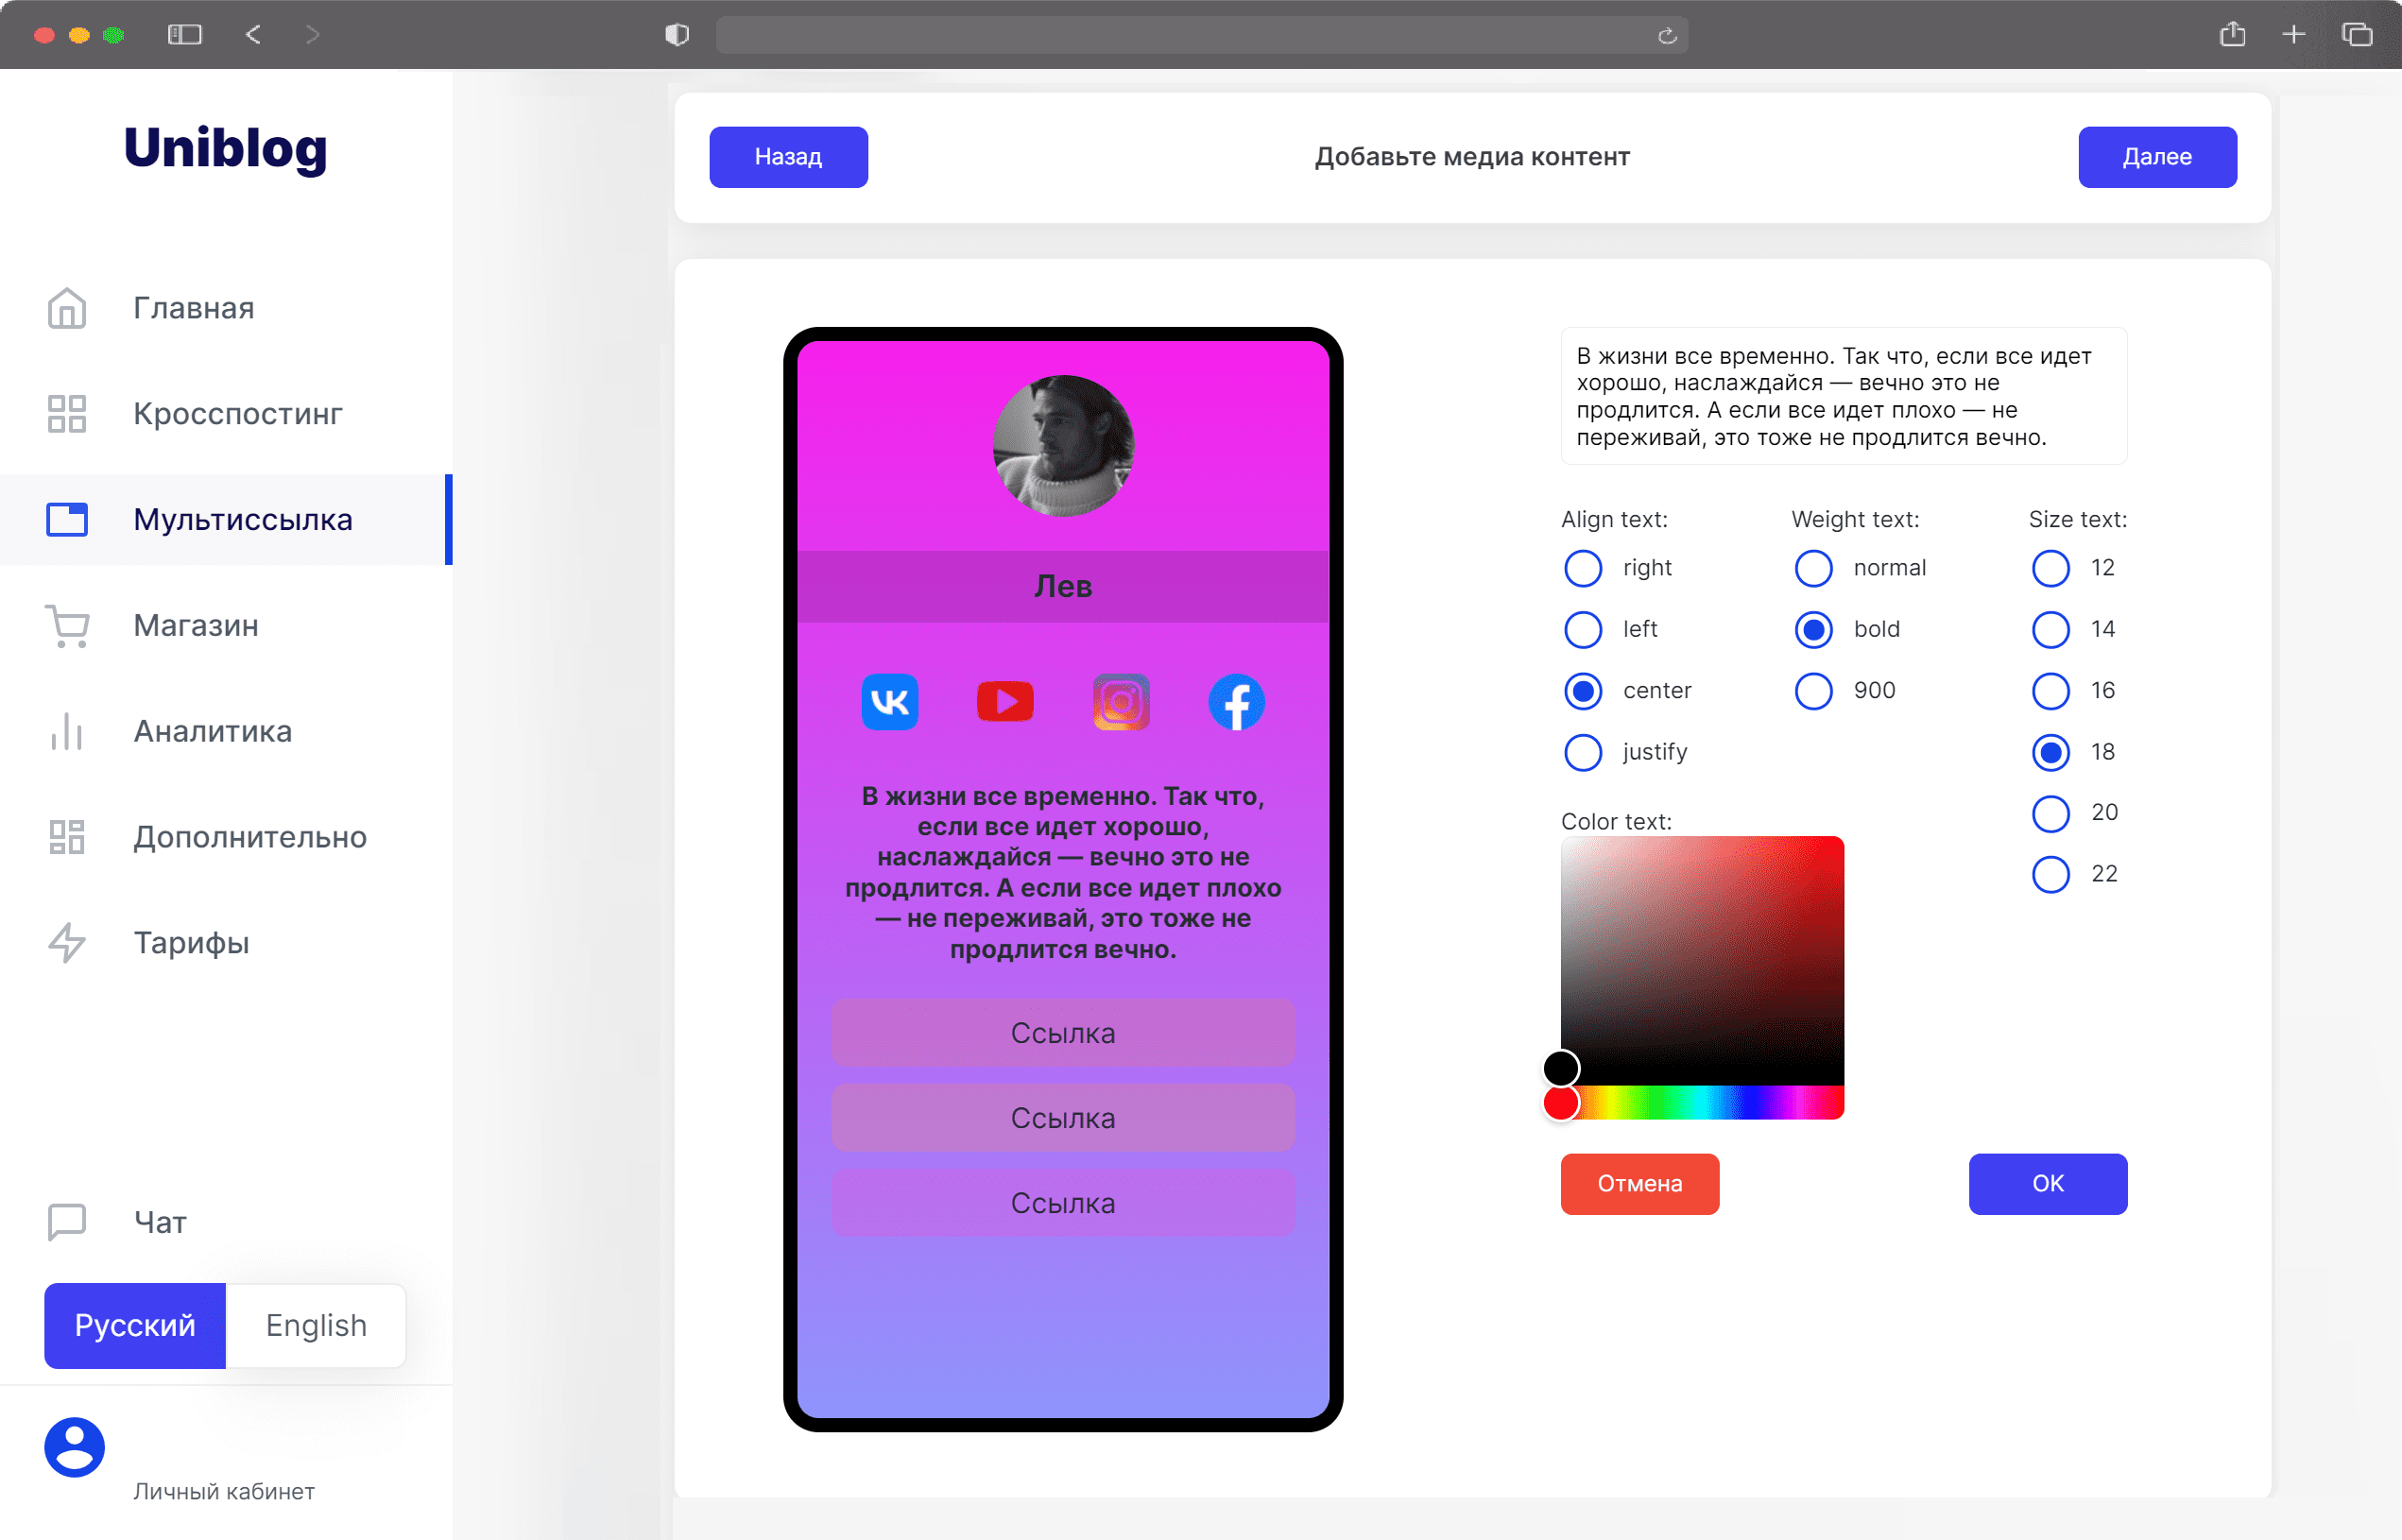 Uniblog
Главная
Кросспостинг
Мультиссылка
Магазин
Аналитика
Дополнительно
Тарифы
Чат
Русский
English
Личный кабинет
Назад
Добавьте медиа контент
Далее
Лев
В жизни все временно. Так что,
если все идет хорошо,
наслаждайся — вечно это не
продлится. А если все идет плохо
— не переживай, это тоже не
продлится вечно.
Ссылка
Ссылка
Ссылка
В жизни все временно. Так что, если все идет
хорошо, наслаждайся — вечно это не
продлится. А если все идет плохо — не
переживай, это тоже не продлится вечно.
Align text:
right
left
center
justify
Weight text:
normal
bold
900
Size text:
12
14
16
18
20
22
Color text:
Отмена
OK